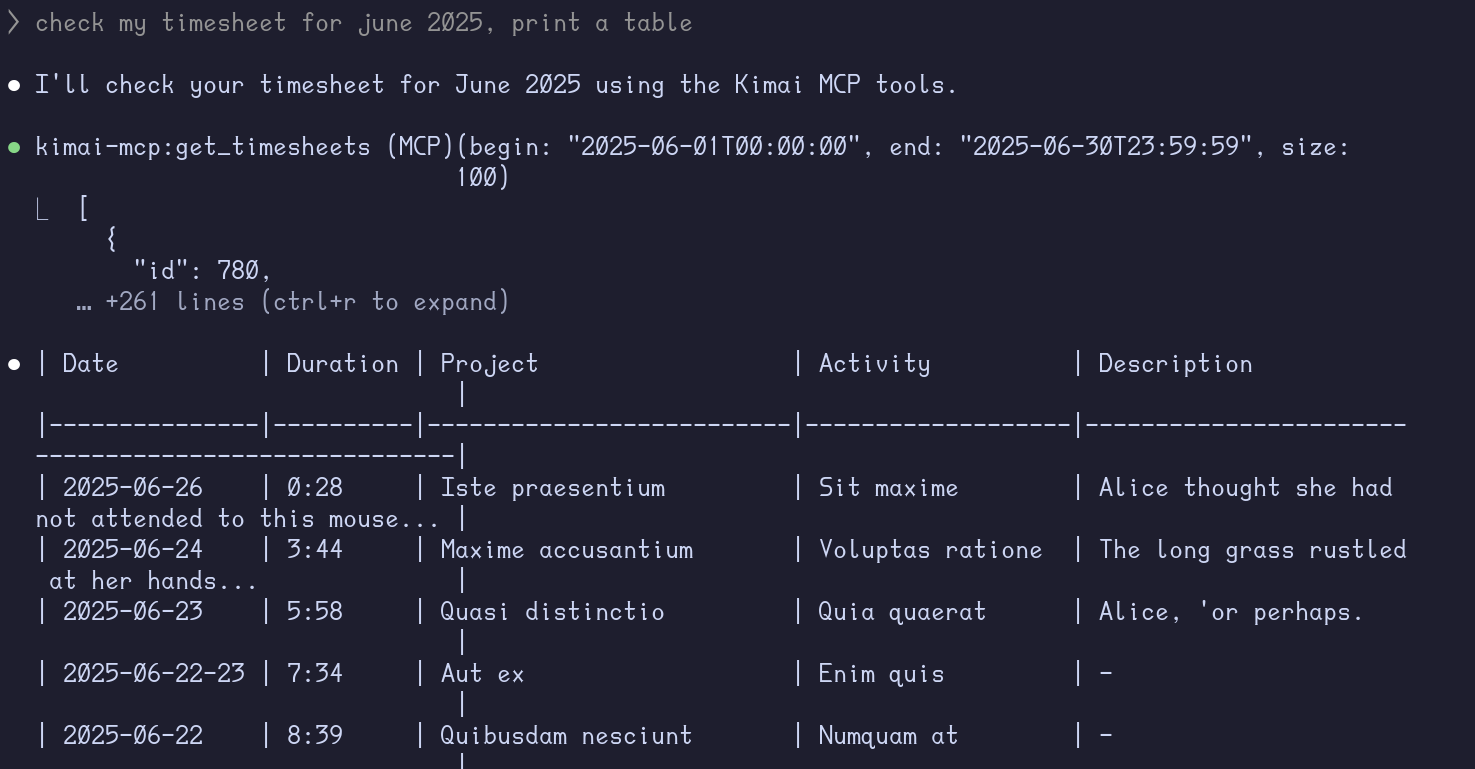 > check my timesheet for june 2025, print a table
● I'll check your timesheet for June 2025 using the Kimai MCP tools.
● kimai-mcp:get_timesheets (MCP)(begin: "2025-06-01T00:00:00", end: "2025-06-30T23:59:59", size:
100)
⎿ [
{
"id": 780,
… +261 lines (ctrl+r to expand)
● | Date | Duration | Project | Activity | Description
|
|---------------|----------|--------------------------|-------------------|-----------------------
------------------------------|
| 2025-06-26 | 0:28 | Iste praesentium | Sit maxime | Alice thought she had
not attended to this mouse... |
| 2025-06-24 | 3:44 | Maxime accusantium | Voluptas ratione | The long grass rustled
at her hands... |
| 2025-06-23 | 5:58 | Quasi distinctio | Quia quaerat | Alice, 'or perhaps.
|
| 2025-06-22-23 | 7:34 | Aut ex | Enim quis | -
|
| 2025-06-22 | 8:39 | Quibusdam nesciunt | Numquam at | -
|